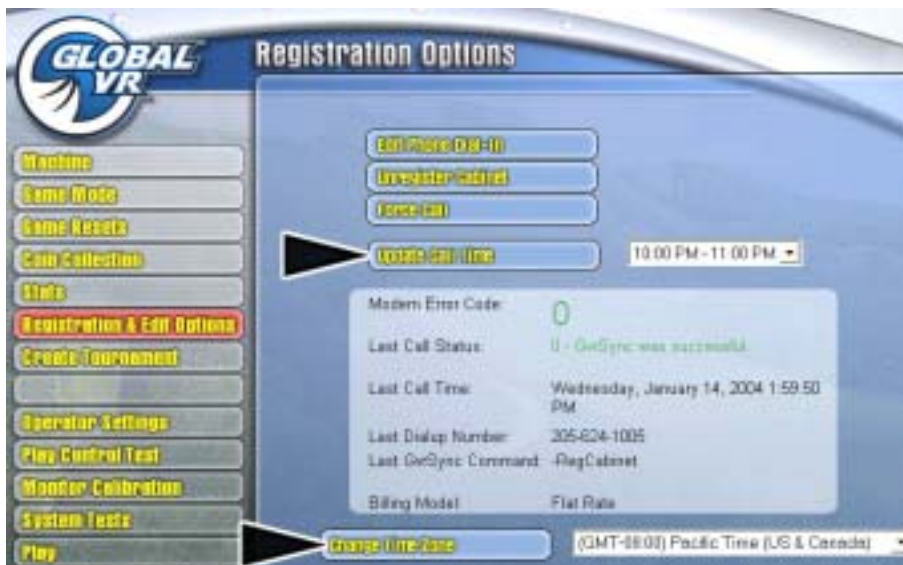 GLOBAL
VR
Registration Options
Edit Phone Dial-In
Unregister Cabinet
Force Call
Update Call Time
10:00 PM - 11:00 PM
Machine
Game Mode
Game Resets
Coin Collection
Stats
Registration & Edit Options
Create Tournament
Operator Settings
Play Control Test
Monitor Calibration
System Tests
Play
Modem Error Code:
0
Last Call Status:
0 - GvrSync was successful.
Last Call Time:
Wednesday, January 14, 2004 1:59:50
PM
Last Dialup Number:
205-624-1005
Last GvrSync Command:
-RegCabinet
Billing Model:
Flat Rate
Change Time Zone
(GMT-08:00) Pacific Time (US & Canada)